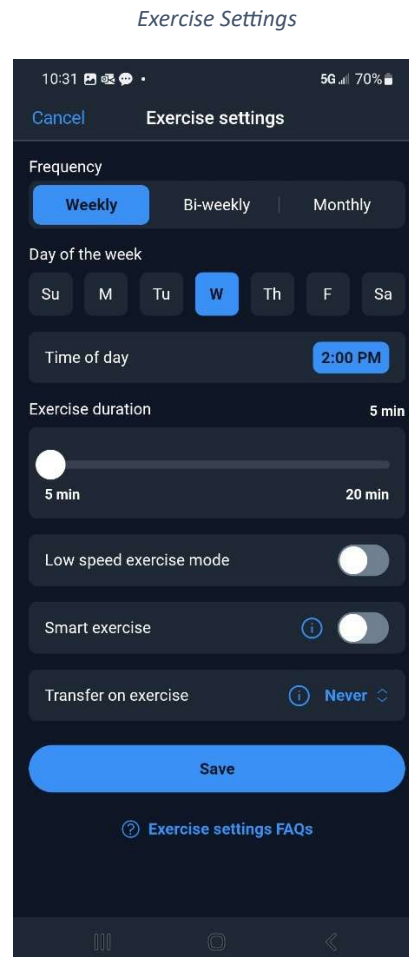 Exercise Settings
10:31 5G 70%
Cancel Exercise settings
Frequency
Weekly Bi-weekly Monthly
Day of the week
Su M Tu W Th F Sa
Time of day 2:00 PM
Exercise duration 5 min
5 min 20 min
Low speed exercise mode
Smart exercise
Transfer on exercise Never
Save
Exercise settings FAQs